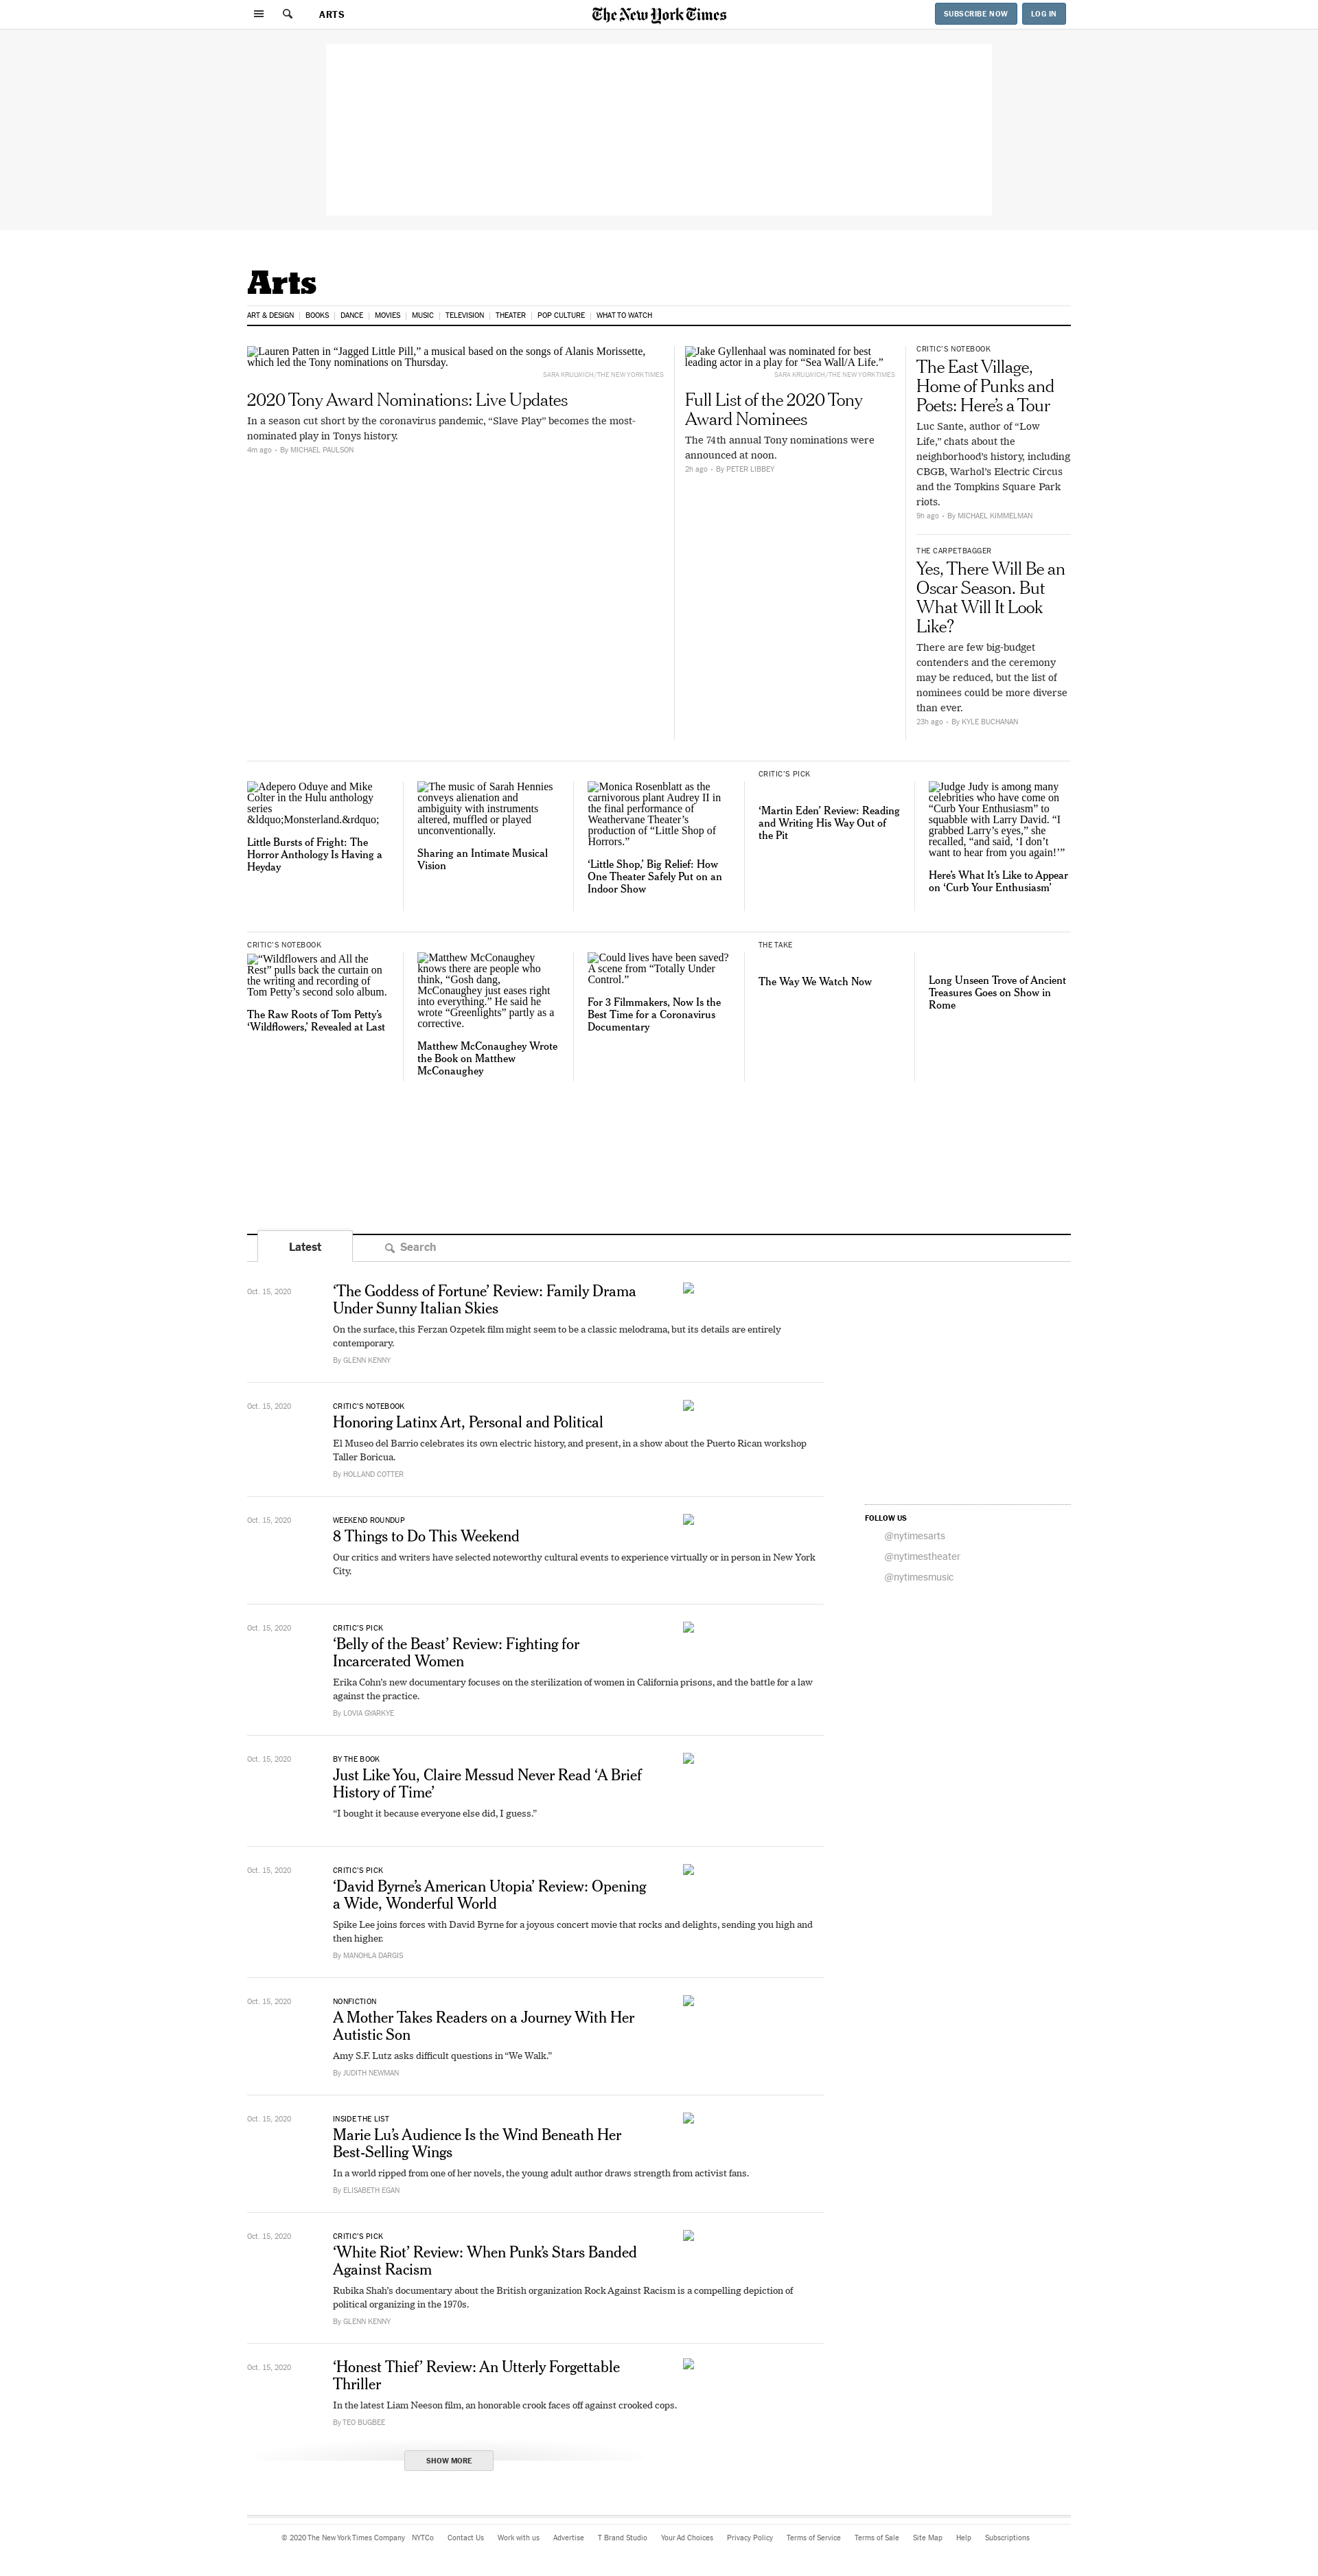 ARTS
The New York Times
SUBSCRIBE NOW
LOG IN
Arts
ART & DESIGN
BOOKS
DANCE
MOVIES
MUSIC
TELEVISION
THEATER
POP CULTURE
WHAT TO WATCH
Lauren Patten in “Jagged Little Pill,” a musical based on the songs of Alanis Morissette,
which led the Tony nominations on Thursday.
SARA KRULWICH/THE NEW YORK TIMES
2020 Tony Award Nominations: Live Updates
In a season cut short by the coronavirus pandemic, “Slave Play” becomes the most-
nominated play in Tonys history.
4m ago • By MICHAEL PAULSON
Jake Gyllenhaal was nominated for best
leading actor in a play for “Sea Wall/A Life.”
SARA KRULWICH/THE NEW YORK TIMES
Full List of the 2020 Tony
Award Nominees
The 74th annual Tony nominations were
announced at noon.
2h ago • By PETER LIBBEY
CRITIC’S NOTEBOOK
The East Village,
Home of Punks and
Poets: Here’s a Tour
Luc Sante, author of “Low
Life,” chats about the
neighborhood’s history, including
CBGB, Warhol’s Electric Circus
and the Tompkins Square Park
riots.
9h ago • By MICHAEL KIMMELMAN
THE CARPETBAGGER
Yes, There Will Be an
Oscar Season. But
What Will It Look
Like?
There are few big-budget
contenders and the ceremony
may be reduced, but the list of
nominees could be more diverse
than ever.
23h ago • By KYLE BUCHANAN
Adepero Oduye and Mike
Colter in the Hulu anthology
series
&ldquo;Monsterland.&rdquo;
Little Bursts of Fright: The
Horror Anthology Is Having a
Heyday
The music of Sarah Hennies
conveys alienation and
ambiguity with instruments
altered, muffled or played
unconventionally.
Sharing an Intimate Musical
Vision
Monica Rosenblatt as the
carnivorous plant Audrey II in
the final performance of
Weathervane Theater’s
production of “Little Shop of
Horrors.”
‘Little Shop,’ Big Relief: How
One Theater Safely Put on an
Indoor Show
CRITIC’S PICK
‘Martin Eden’ Review: Reading
and Writing His Way Out of
the Pit
Judge Judy is among many
celebrities who have come on
“Curb Your Enthusiasm” to
squabble with Larry David. “I
grabbed Larry’s eyes,” she
recalled, “and said, ‘I don’t
want to hear from you again!’”
Here’s What It’s Like to Appear
on ‘Curb Your Enthusiasm’
CRITIC’S NOTEBOOK
“Wildflowers and All the
Rest” pulls back the curtain on
the writing and recording of
Tom Petty’s second solo album.
The Raw Roots of Tom Petty’s
‘Wildflowers,’ Revealed at Last
Matthew McConaughey
knows there are people who
think, “Gosh dang,
McConaughey just eases right
into everything.” He said he
wrote “Greenlights” partly as a
corrective.
Matthew McConaughey Wrote
the Book on Matthew
McConaughey
Could lives have been saved?
A scene from “Totally Under
Control.”
For 3 Filmmakers, Now Is the
Best Time for a Coronavirus
Documentary
THE TAKE
The Way We Watch Now
Long Unseen Trove of Ancient
Treasures Goes on Show in
Rome
Latest
Search
Oct. 15, 2020
‘The Goddess of Fortune’ Review: Family Drama
Under Sunny Italian Skies
On the surface, this Ferzan Ozpetek film might seem to be a classic melodrama, but its details are entirely
contemporary.
By GLENN KENNY
Oct. 15, 2020
CRITIC’S NOTEBOOK
Honoring Latinx Art, Personal and Political
El Museo del Barrio celebrates its own electric history, and present, in a show about the Puerto Rican workshop
Taller Boricua.
By HOLLAND COTTER
Oct. 15, 2020
WEEKEND ROUNDUP
8 Things to Do This Weekend
Our critics and writers have selected noteworthy cultural events to experience virtually or in person in New York
City.
FOLLOW US
@nytimesarts
@nytimestheater
@nytimesmusic
Oct. 15, 2020
CRITIC’S PICK
‘Belly of the Beast’ Review: Fighting for
Incarcerated Women
Erika Cohn’s new documentary focuses on the sterilization of women in California prisons, and the battle for a law
against the practice.
By LOVIA GYARKYE
Oct. 15, 2020
BY THE BOOK
Just Like You, Claire Messud Never Read ‘A Brief
History of Time’
“I bought it because everyone else did, I guess.”
Oct. 15, 2020
CRITIC’S PICK
‘David Byrne’s American Utopia’ Review: Opening
a Wide, Wonderful World
Spike Lee joins forces with David Byrne for a joyous concert movie that rocks and delights, sending you high and
then higher.
By MANOHLA DARGIS
Oct. 15, 2020
NONFICTION
A Mother Takes Readers on a Journey With Her
Autistic Son
Amy S.F. Lutz asks difficult questions in “We Walk.”
By JUDITH NEWMAN
Oct. 15, 2020
INSIDE THE LIST
Marie Lu’s Audience Is the Wind Beneath Her
Best-Selling Wings
In a world ripped from one of her novels, the young adult author draws strength from activist fans.
By ELISABETH EGAN
Oct. 15, 2020
CRITIC’S PICK
‘White Riot’ Review: When Punk’s Stars Banded
Against Racism
Rubika Shah’s documentary about the British organization Rock Against Racism is a compelling depiction of
political organizing in the 1970s.
By GLENN KENNY
Oct. 15, 2020
‘Honest Thief’ Review: An Utterly Forgettable
Thriller
In the latest Liam Neeson film, an honorable crook faces off against crooked cops.
By TEO BUGBEE
SHOW MORE
© 2020 The New York Times Company NYTCo Contact Us Work with us Advertise T Brand Studio Your Ad Choices Privacy Policy Terms of Service Terms of Sale Site Map Help Subscriptions